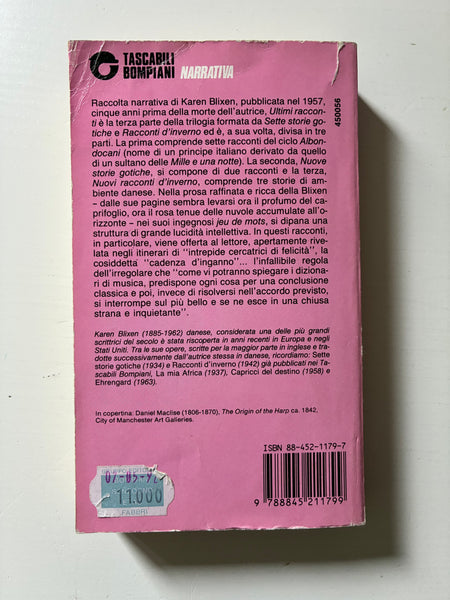 TASCABILI
BOMPIANI NARRATIVA
450056
Raccolta narrativa di Karen Blixen, pubblicata nel 1957,
cinque anni prima della morte dell'autrice, Ultimi raccon-
ti è la terza parte della trilogia formata da Sette storie go-
tiche e Racconti d'inverno ed è, a sua volta, divisa in tre
parti. La prima comprende sette racconti del ciclo Albon-
docani (nome di un principe italiano derivato da quello
di un sultano delle Mille e una notte). La seconda, Nuove
storie gotiche, si compone di due racconti e la terza,
Nuovi racconti d'inverno, comprende tre storie di am-
biente danese. Nella prosa raffinata e ricca della Blixen
- dalle sue pagine sembra levarsi ora il profumo del ca-
prifoglio, ora il rosa tenue delle nuvole accumulate all'o-
rizzonte - nei suoi ingegnosi jeu de mots, si dipana una
struttura di grande lucidità intellettiva. In questi racconti,
in particolare, viene offerta al lettore, apertamente rive-
lata negli itinerari di "intrepide cercatrici di felicità", la
cosiddetta "cadenza d'inganno"... l'infallibile regola
dell'irregolare che "come vi potranno spiegare i diziona-
ri di musica, predispone ogni cosa per una conclusione
classica e poi, invece di risolversi nell'accordo previsto,
si interrompe sul più bello e se ne esce in una chiusa
strana e inquietante".
Karen Blixen (1885-1962) danese, considerata una delle più grandi
scrittrici del secolo è stata riscoperta in anni recenti in Europa e negli
Stati Uniti. Tra le sue opere, scritte per la maggior parte in inglese e tra-
dotte successivamente dall'autrice stessa in danese, ricordiamo: Sette
storie gotiche (1934) e Racconti d'inverno (1942) già pubblicati nei Ta-
scabili Bompiani, La mia Africa (1937), Capricci del destino (1958) e
Ehrengard (1963).
In copertina: Daniel Maclise (1806-1870), The Origin of the Harp ca. 1842,
City of Manchester Art Galleries.
ISBN 88-452-1179-7
9 788845 211799
07-05-92
11000
FABBRI